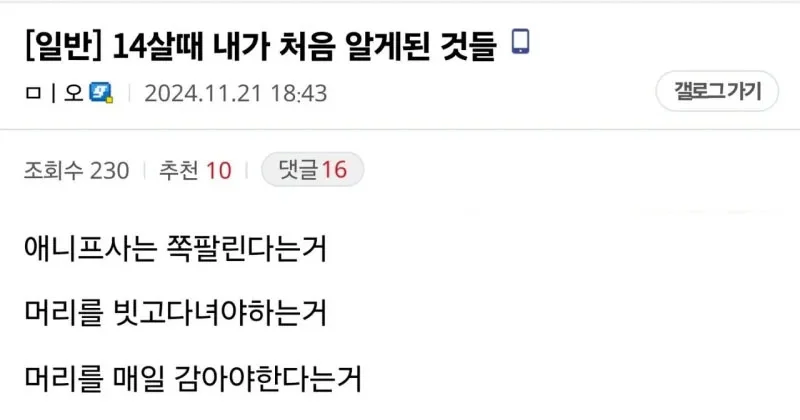 [일반] 14살때 내가 처음 알게된 것들
ㅁㅣ오 2024.11.21 18:43 갤로그 가기
조회수 230 추천 10 댓글 16
애니프사는 쪽팔린다는거
머리를 빗고다녀야하는거
머리를 매일 감아야한다는거